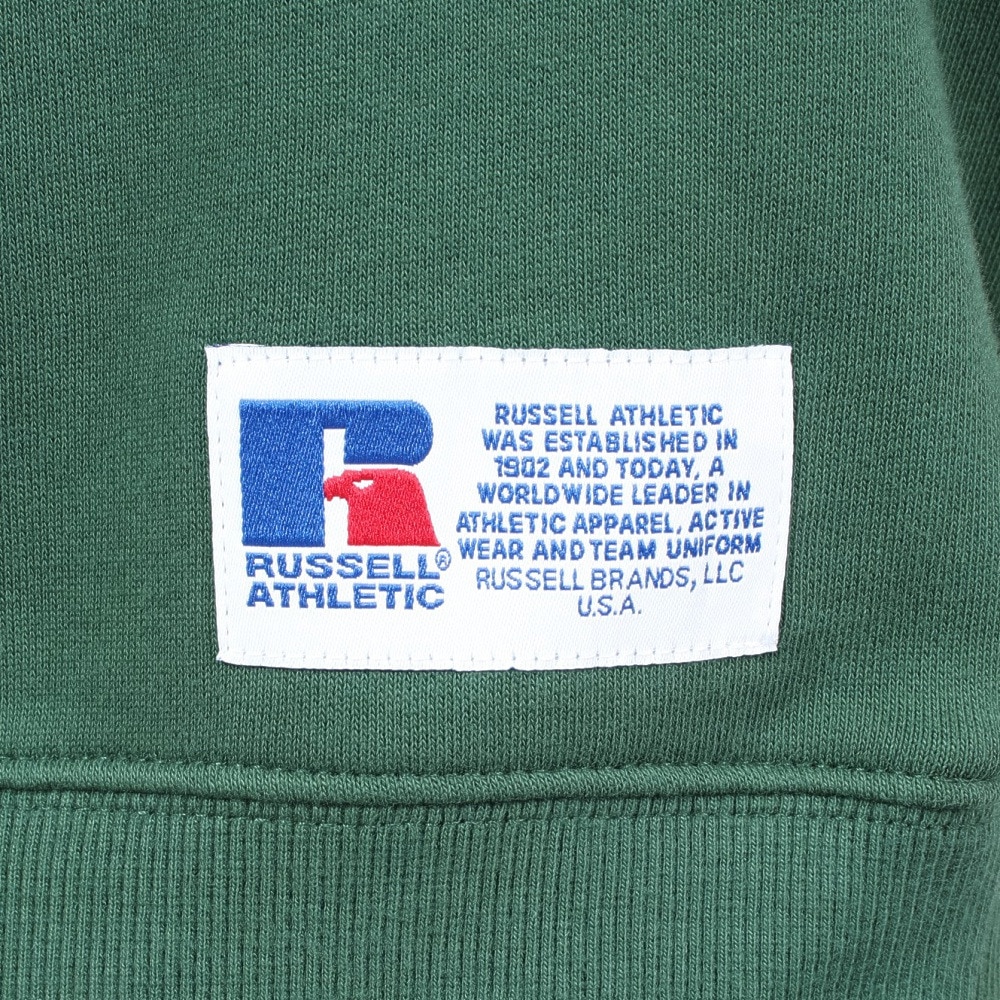 RUSSELL®
ATHLETIC
RUSSELL ATHLETIC
WAS ESTABLISHED IN
1902 AND TODAY, A
WORLDWIDE LEADER IN
ATHLETIC APPAREL, ACTIVE
WEAR AND TEAM UNIFORM
RUSSELL BRANDS, LLC
U.S.A.